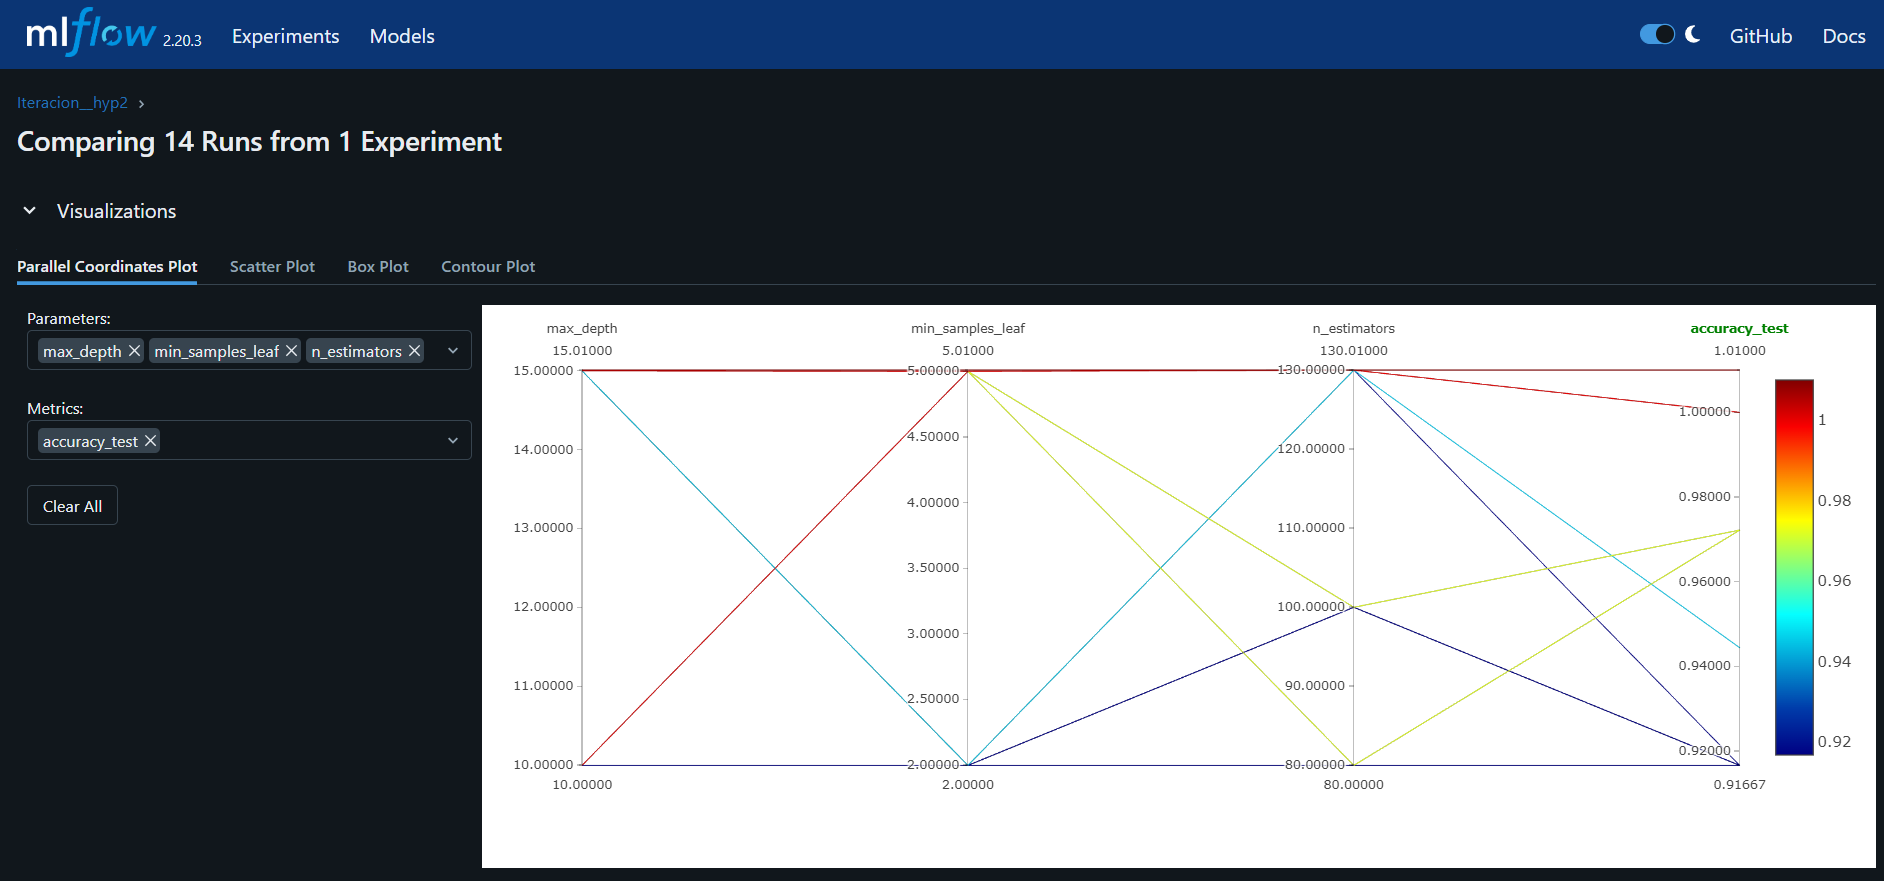 mlflow 2.20.3 Experiments Models GitHub Docs
Iteracion__hyp2 ›
Comparing 14 Runs from 1 Experiment
Visualizations
Parallel Coordinates Plot Scatter Plot Box Plot Contour Plot
Parameters:
max_depth min_samples_leaf n_estimators
Metrics:
accuracy_test
Clear All
max_depth min_samples_leaf n_estimators accuracy_test
15.01000 5.01000 130.01000 1.01000
15.00000
14.00000
13.00000
12.00000
11.00000
10.00000
10.00000
5.00000
4.50000
4.00000
3.50000
3.00000
2.50000
2.00000
2.00000
130.00000
120.00000
110.00000
100.00000
90.00000
80.00000
80.00000
1.00000
0.98000
0.96000
0.94000
0.92000
0.91667
1
0.98
0.96
0.94
0.92